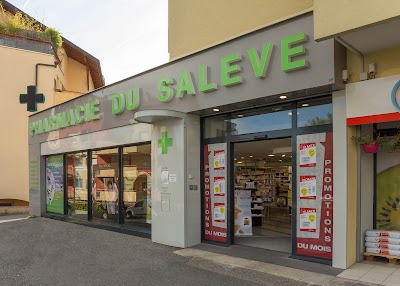 PHARMACIE DU SALEVE
PROMOTIONS
DU MOIS
PROMOTIONS
DU MOIS